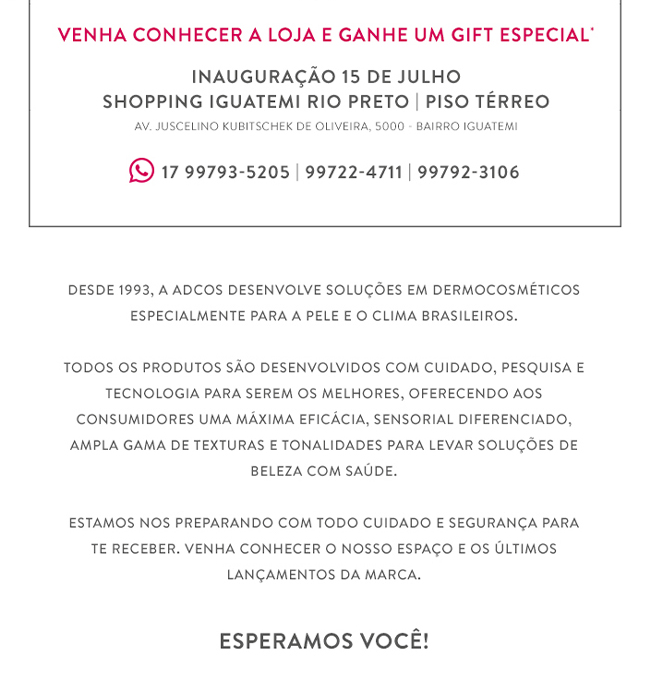 VENHA CONHECER A LOJA E GANHE UM GIFT ESPECIAL*
INAUGURAÇÃO 15 DE JULHO
SHOPPING IGUATEMI RIO PRETO | PISO TÉRREO
AV. JUSCELINO KUBITSCHEK DE OLIVEIRA, 5000 - BAIRRO IGUATEMI
17 99793-5205 | 99722-4711 | 99792-3106
DESDE 1993, A ADCOS DESENVOLVE SOLUÇÕES EM DERMOCOSMÉTICOS
ESPECIALMENTE PARA A PELE E O CLIMA BRASILEIROS.
TODOS OS PRODUTOS SÃO DESENVOLVIDOS COM CUIDADO, PESQUISA E
TECNOLOGIA PARA SEREM OS MELHORES, OFERECENDO AOS
CONSUMIDORES UMA MÁXIMA EFICÁCIA, SENSORIAL DIFERENCIADO,
AMPLA GAMA DE TEXTURAS E TONALIDADES PARA LEVAR SOLUÇÕES DE
BELEZA COM SAÚDE.
ESTAMOS NOS PREPARANDO COM TODO CUIDADO E SEGURANÇA PARA
TE RECEBER. VENHA CONHECER O NOSSO ESPAÇO E OS ÚLTIMOS
LANÇAMENTOS DA MARCA.
ESPERAMOS VOCÊ!